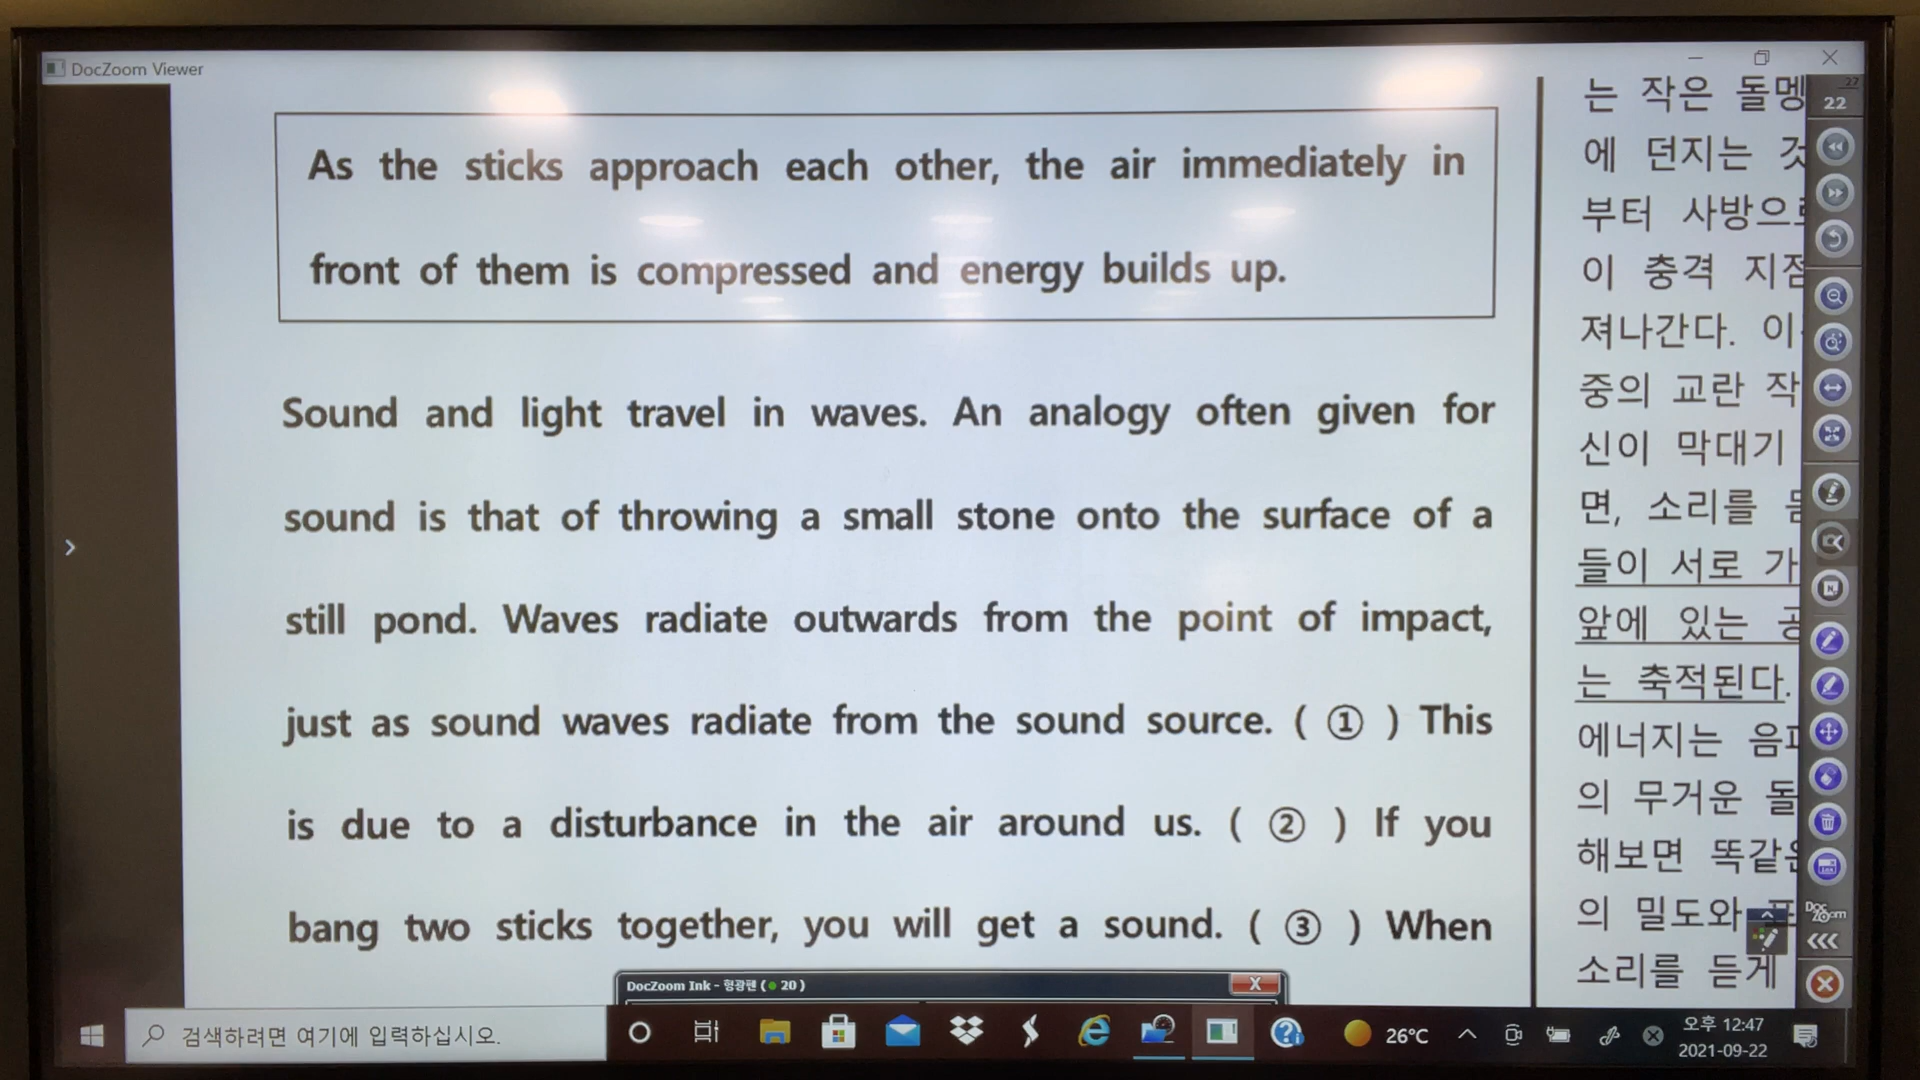 DocZoom Viewer
As the sticks approach each other, the air immediately in
front of them is compressed and energy builds up.
Sound and light travel in waves. An analogy often given for
sound is that of throwing a small stone onto the surface of a
still pond. Waves radiate outwards from the point of impact,
just as sound waves radiate from the sound source. ( ① ) This
is due to a disturbance in the air around us. ( ② ) If you
bang two sticks together, you will get a sound. ( ③ ) When
는 작은 돌멩
에 던지는
부터 사방으
이 충격 지점
져나간다. 이
중의 교란 작
신이 막대기
면, 소리를
들이 서로 가
앞에 있는
는 축적된다.
에너지는
의 무거운 돌
해보면
의 밀도와
소리를 듣게
27
22
DocZoom
DocZoom Ink - 형광펜 ( 20 )
검색하려면 여기에 입력하십시오.
26°C
오후 12:47
2021-09-22